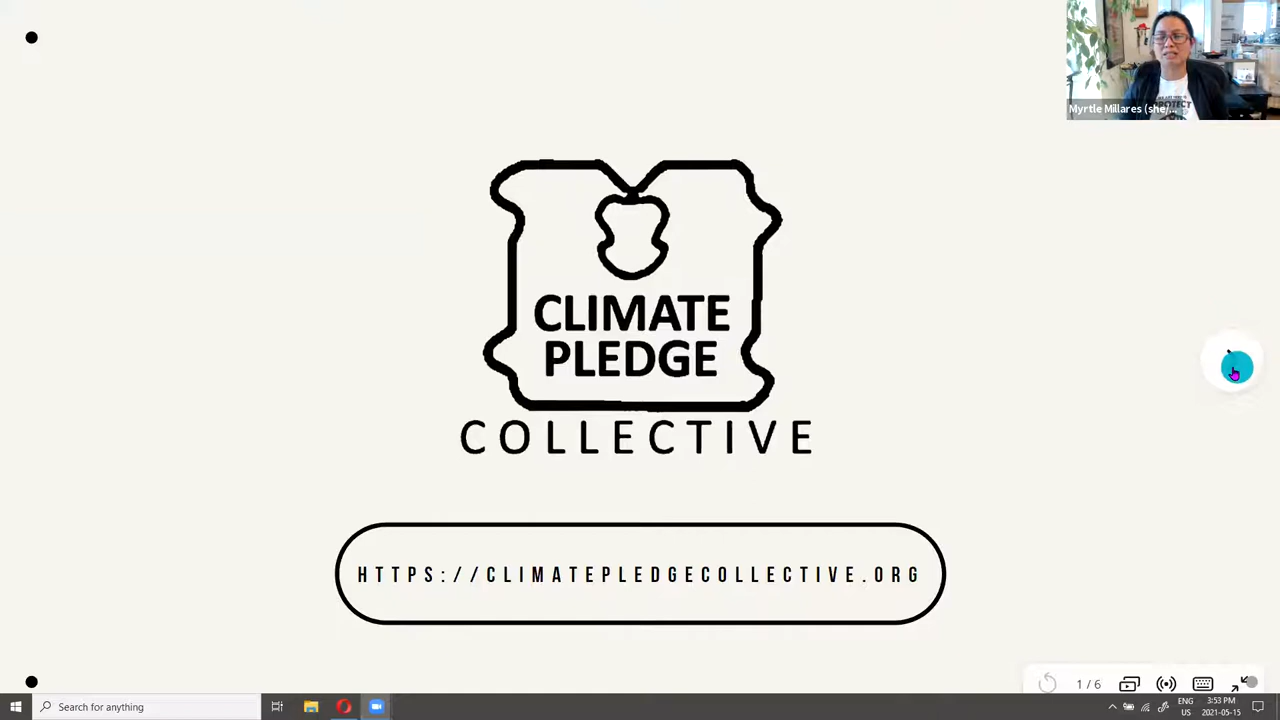 Myrtle Millares (she/...
PROTECT
CLIMATE
PLEDGE
COLLECTIVE
HTTPS://CLIMATEPLEDGECOLLECTIVE.ORG
1 / 6
Search for anything
ENG
US
3:53 PM
2021-05-15